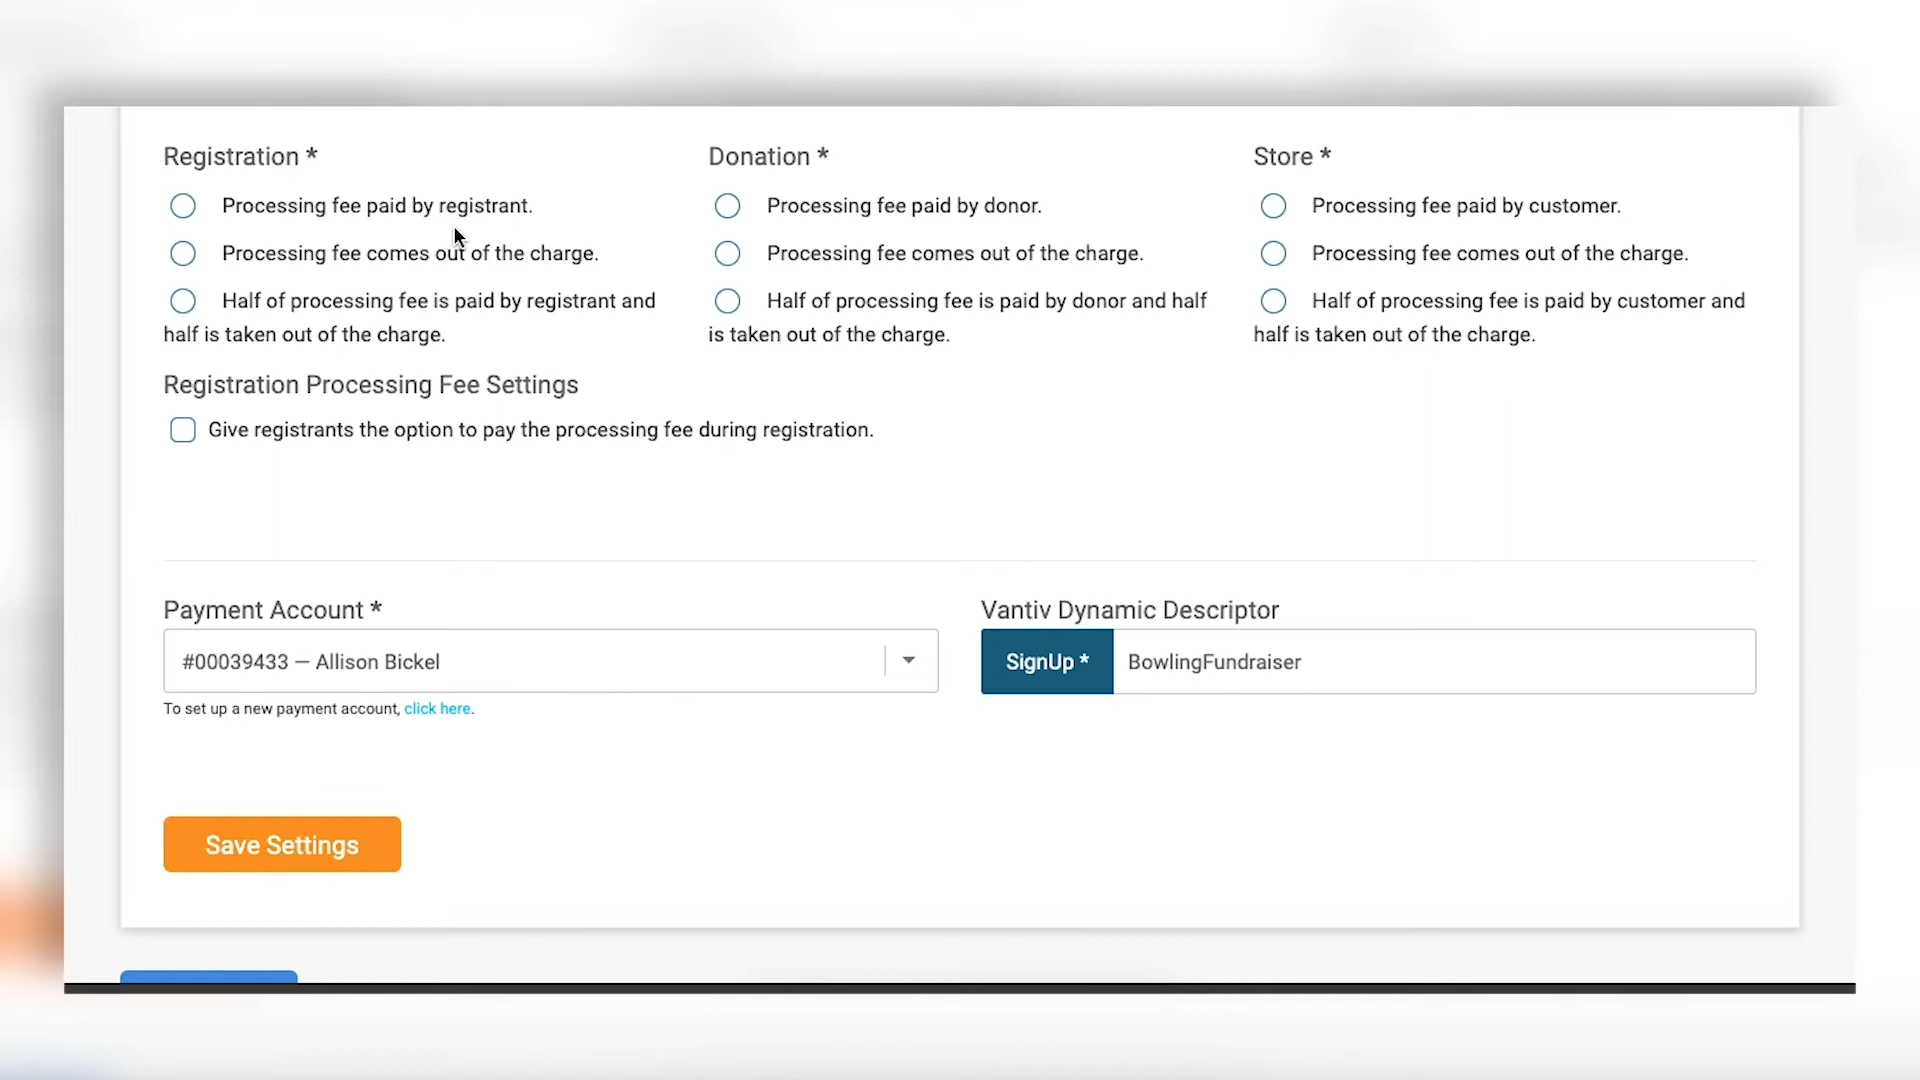 Registration *
Processing fee paid by registrant.
Processing fee comes out of the charge.
Half of processing fee is paid by registrant and
half is taken out of the charge.
Donation *
Processing fee paid by donor.
Processing fee comes out of the charge.
Half of processing fee is paid by donor and half
is taken out of the charge.
Store *
Processing fee paid by customer.
Processing fee comes out of the charge.
Half of processing fee is paid by customer and
half is taken out of the charge.
Registration Processing Fee Settings
Give registrants the option to pay the processing fee during registration.
Payment Account *
#00039433 — Allison Bickel
To set up a new payment account, click here.
Vantiv Dynamic Descriptor
SignUp * BowlingFundraiser
Save Settings